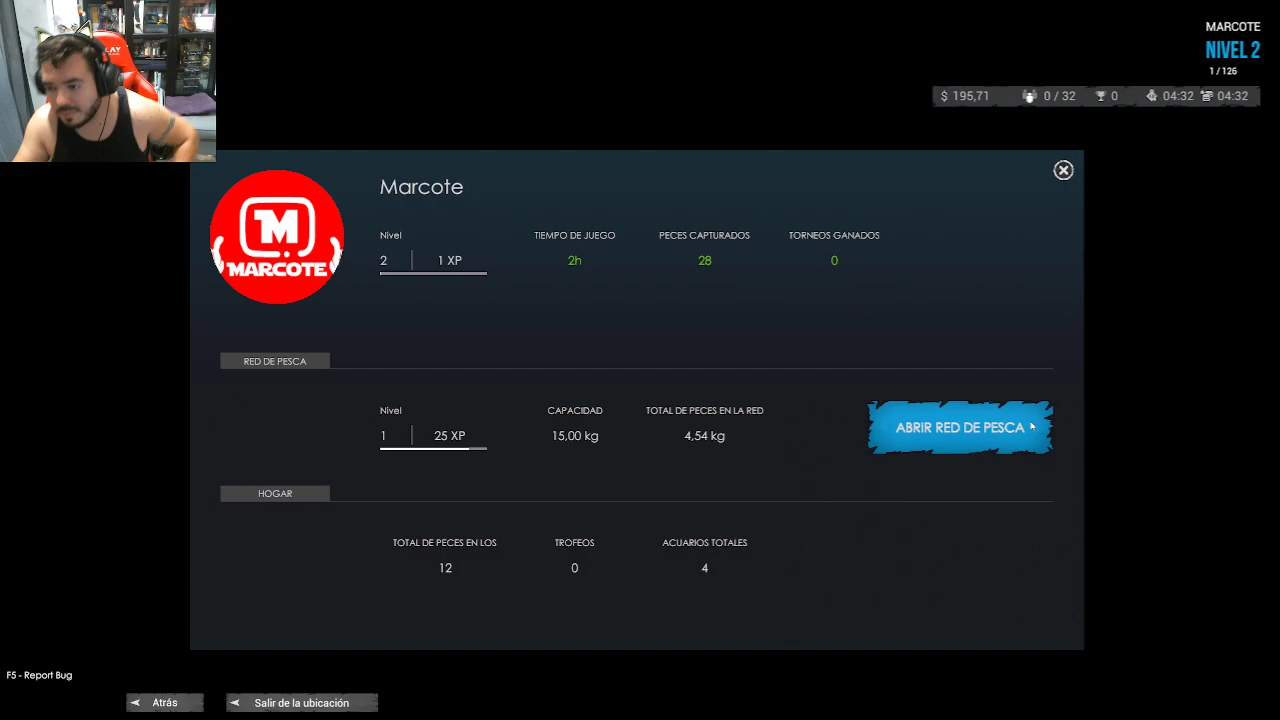 MARCOTE
NIVEL 2
1 / 126
$ 195,71
0 / 32
0
04:32
04:32
Marcote
M
MARCOTE
Nivel
TIEMPO DE JUEGO
PECES CAPTURADOS
TORNEOS GANADOS
2
1 XP
2h
28
0
RED DE PESCA
Nivel
CAPACIDAD
TOTAL DE PECES EN LA RED
1
25 XP
15,00 kg
4,54 kg
ABRIR RED DE PESCA
HOGAR
TOTAL DE PECES EN LOS
TROFEOS
ACUARIOS TOTALES
12
0
4
F5 - Report Bug
Atrás
Salir de la ubicación